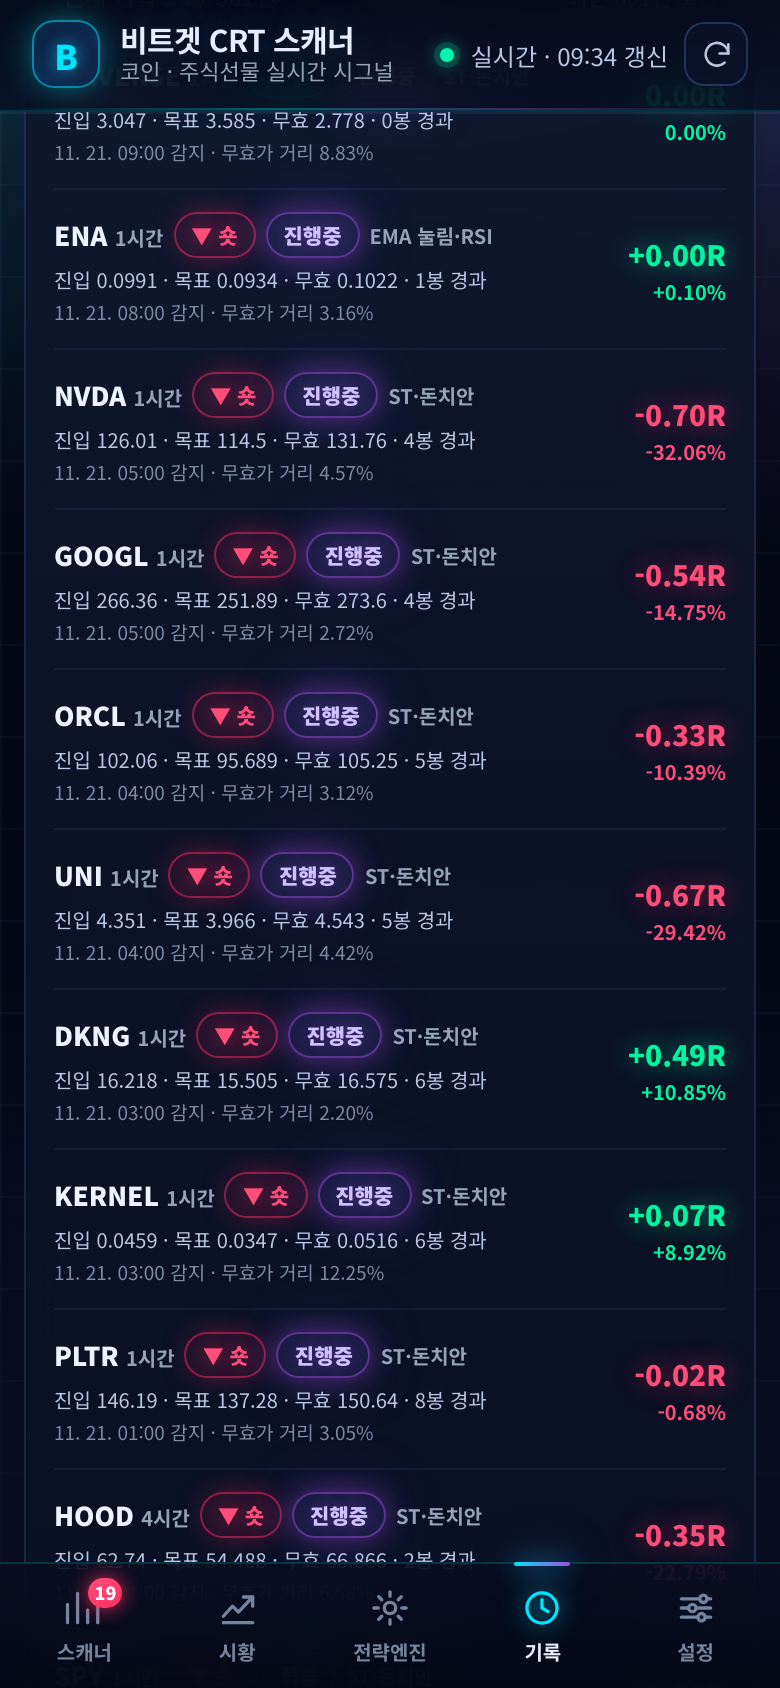 B
비트겟 CRT 스캐너
코인 · 주식선물 실시간 시그널
실시간 · 09:34 갱신
0.00R
진입 3.047 · 목표 3.585 · 무효 2.778 · 0봉 경과
0.00%
11. 21. 09:00 감지 · 무효가 거리 8.83%
ENA 1시간 ▼ 숏 진행중 EMA 눌림·RSI
+0.00R
진입 0.0991 · 목표 0.0934 · 무효 0.1022 · 1봉 경과
+0.10%
11. 21. 08:00 감지 · 무효가 거리 3.16%
NVDA 1시간 ▼ 숏 진행중 ST·돈치안
-0.70R
진입 126.01 · 목표 114.5 · 무효 131.76 · 4봉 경과
-32.06%
11. 21. 05:00 감지 · 무효가 거리 4.57%
GOOGL 1시간 ▼ 숏 진행중 ST·돈치안
-0.54R
진입 266.36 · 목표 251.89 · 무효 273.6 · 4봉 경과
-14.75%
11. 21. 05:00 감지 · 무효가 거리 2.72%
ORCL 1시간 ▼ 숏 진행중 ST·돈치안
-0.33R
진입 102.06 · 목표 95.689 · 무효 105.25 · 5봉 경과
-10.39%
11. 21. 04:00 감지 · 무효가 거리 3.12%
UNI 1시간 ▼ 숏 진행중 ST·돈치안
-0.67R
진입 4.351 · 목표 3.966 · 무효 4.543 · 5봉 경과
-29.42%
11. 21. 04:00 감지 · 무효가 거리 4.42%
DKNG 1시간 ▼ 숏 진행중 ST·돈치안
+0.49R
진입 16.218 · 목표 15.505 · 무효 16.575 · 6봉 경과
+10.85%
11. 21. 03:00 감지 · 무효가 거리 2.20%
KERNEL 1시간 ▼ 숏 진행중 ST·돈치안
+0.07R
진입 0.0459 · 목표 0.0347 · 무효 0.0516 · 6봉 경과
+8.92%
11. 21. 03:00 감지 · 무효가 거리 12.25%
PLTR 1시간 ▼ 숏 진행중 ST·돈치안
-0.02R
진입 146.19 · 목표 137.28 · 무효 150.64 · 8봉 경과
-0.68%
11. 21. 01:00 감지 · 무효가 거리 3.05%
HOOD 4시간 ▼ 숏 진행중 ST·돈치안
-0.35R
진입 62.74 · 목표 54.488 · 무효 66.866 · 2봉 경과
-22.79%
19
스캐너
시황
전략엔진
기록
설정
SPY